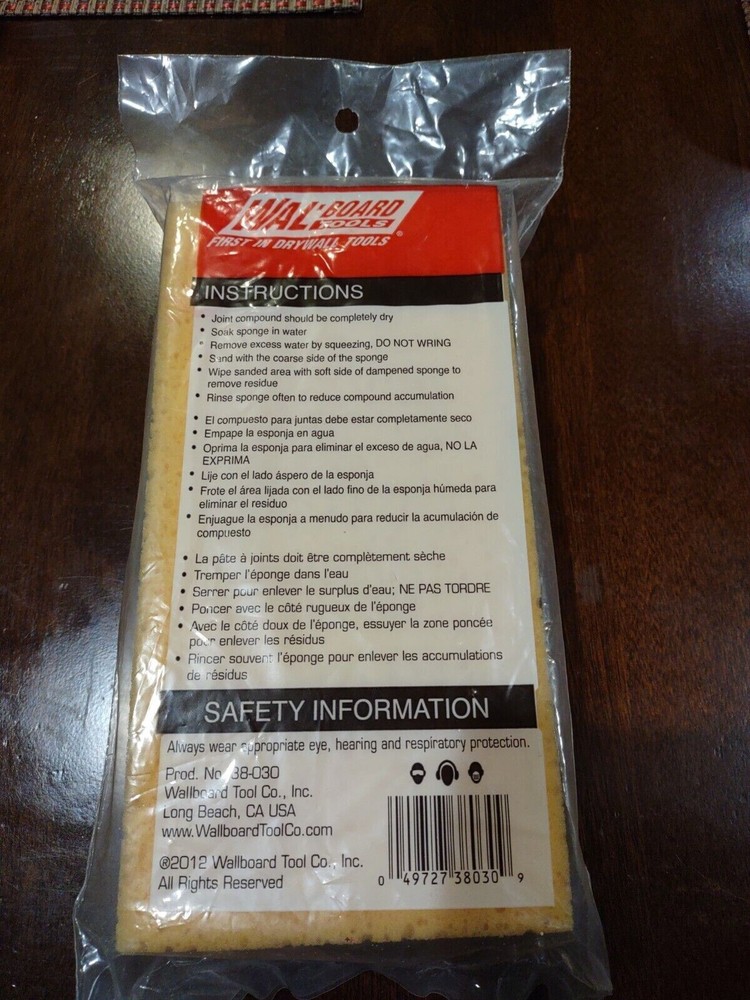 WAL-BOARD
TOOLS
FIRST IN DRYWALL TOOLS®
INSTRUCTIONS
• Joint compound should be completely dry
• Soak sponge in water
• Remove excess water by squeezing, DO NOT WRING
• Sand with the coarse side of the sponge
• Wipe sanded area with soft side of dampened sponge to
remove residue
• Rinse sponge often to reduce compound accumulation
• El compuesto para juntas debe estar completamente seco
• Empape la esponja en agua
• Oprima la esponja para eliminar el exceso de agua, NO LA
EXPRIMA
• Lije con el lado áspero de la esponja
• Frote el área lijada con el lado fino de la esponja húmeda para
eliminar el residuo
• Enjuague la esponja a menudo para reducir la acumulación de
compuesto
• La pâte à joints doit être complètement sèche
• Tremper l'éponge dans l'eau
• Serrer pour enlever le surplus d'eau; NE PAS TORDRE
• Poncer avec le côté rugueux de l'éponge
• Avec le côté doux de l'éponge, essuyer la zone poncée
pour enlever les résidus
• Rincer souvent l'éponge pour enlever les accumulations
de résidus
SAFETY INFORMATION
Always wear appropriate eye, hearing and respiratory protection.
Prod. No. 38-030
Wallboard Tool Co., Inc.
Long Beach, CA USA
www.WallboardToolCo.com
®2012 Wallboard Tool Co., Inc.
All Rights Reserved
0 49727 38030 9